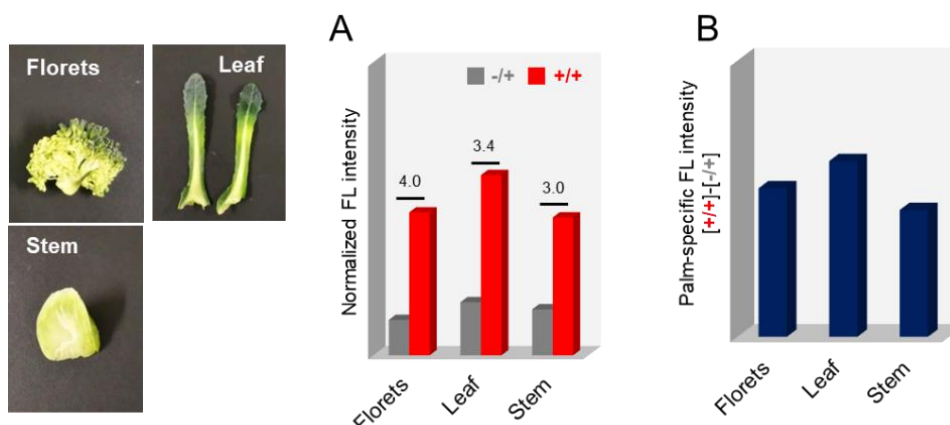 Florets
Leaf
Stem
A
Normalized FL intensity
-/+
+/+
4.0
3.4
3.0
Florets
Leaf
Stem
B
Palm-specific FL intensity
[+/+]-[-/+]
Florets
Leaf
Stem